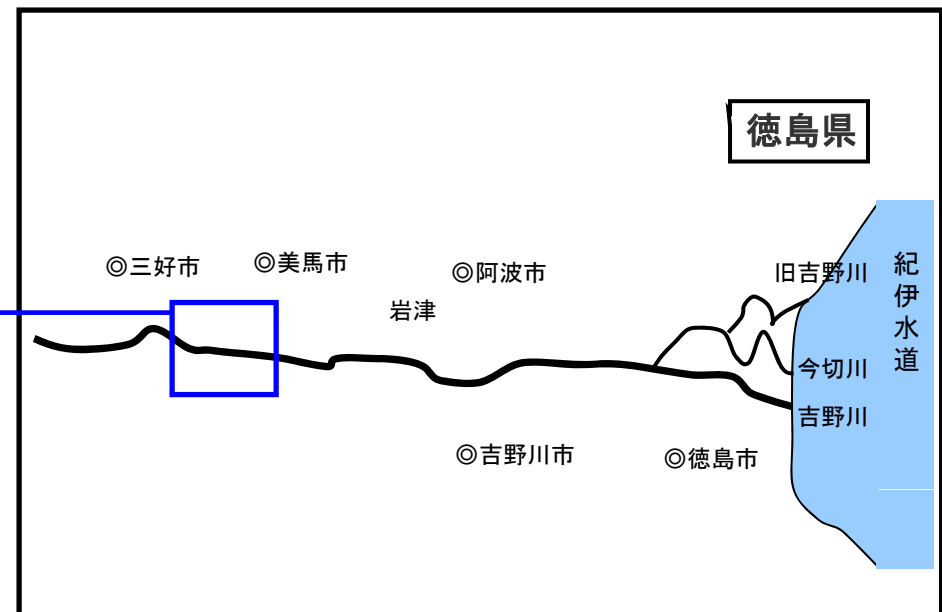 徳島県
◎三好市
◎美馬市
◎阿波市
旧吉野川
紀伊水道
岩津
今切川
吉野川
◎吉野川市
◎徳島市